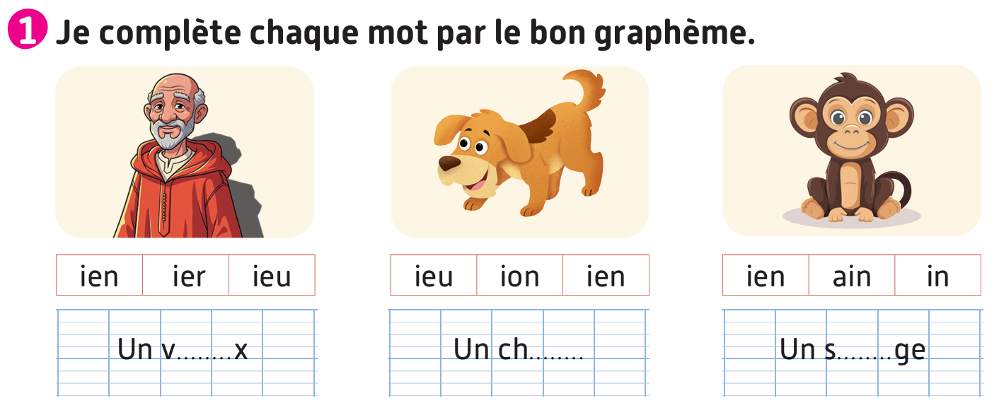 1 Je complète chaque mot par le bon graphème.
ien ier ieu
ieu ion ien
ien ain in
Un v........x
Un ch........
Un s........ge